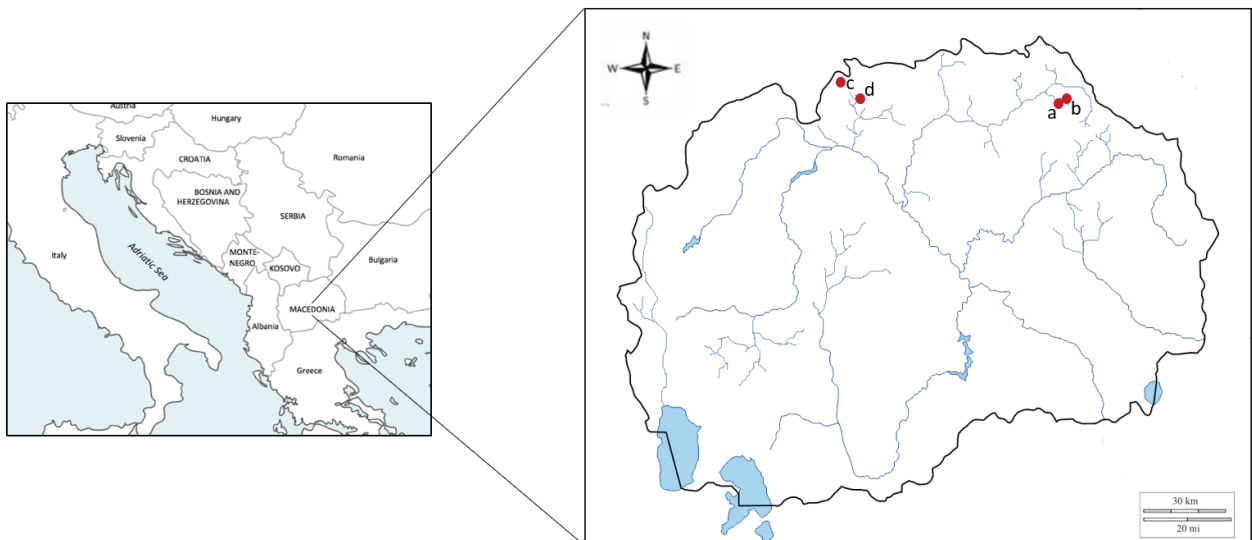 Austria
Hungary
Slovenia
Romania
CROATIA
BOSNIA AND
HERZEGOVINA
SERBIA
Adriatic Sea
Italy
MONTE-
NEGRO
KOSOVO
Bulgaria
MACEDONIA
Albania
Greece
N
W
E
S
c
d
a
b
30 km
20 mi